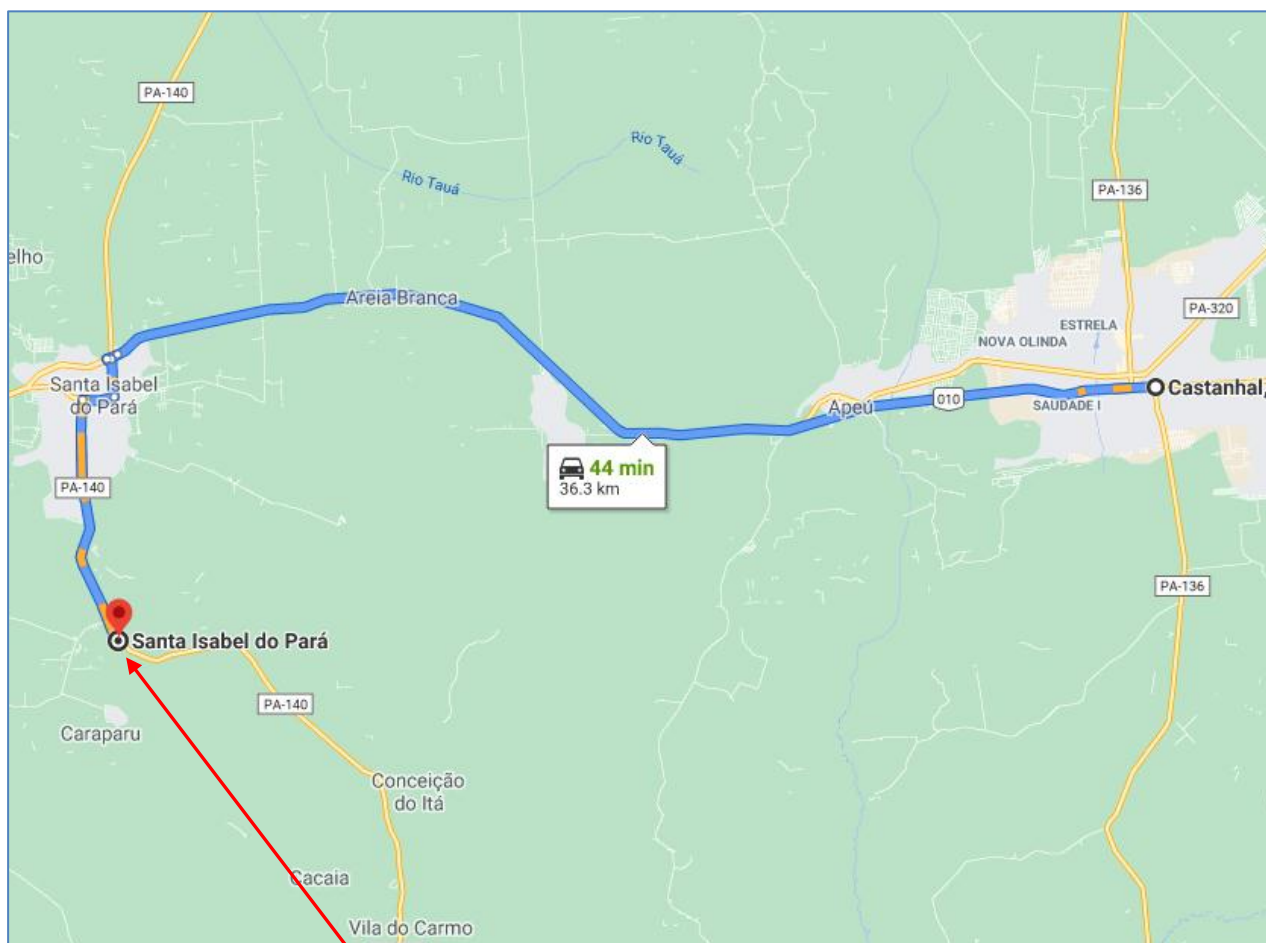 PA-140
Rio Tauá
Rio Tauá
PA-136
elho
Areia Branca
PA-320
ESTRELA
NOVA OLINDA
Santa Isabel
do Pará
010
Apeú
SAUDADE I
Castanhal,
44 min
36.3 km
PA-140
PA-136
Santa Isabel do Pará
PA-140
Caraparu
Conceição
do Itá
Cacaia
Vila do Carmo